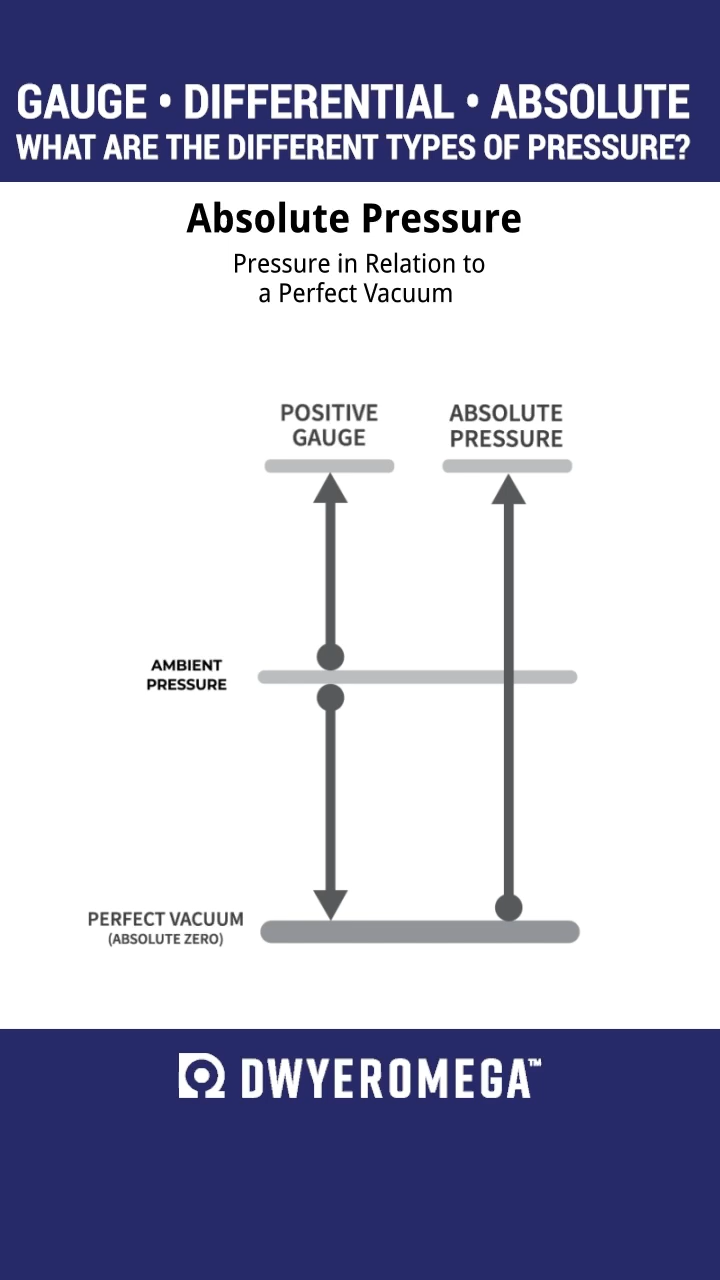 GAUGE • DIFFERENTIAL • ABSOLUTE
WHAT ARE THE DIFFERENT TYPES OF PRESSURE?
Absolute Pressure
Pressure in Relation to
a Perfect Vacuum
POSITIVE
GAUGE
ABSOLUTE
PRESSURE
AMBIENT
PRESSURE
PERFECT VACUUM
(ABSOLUTE ZERO)
DWYEROMEGA™